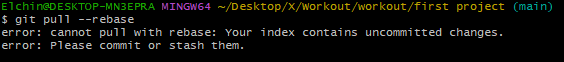 Elchin@DESKTOP-MN3EPRA MINGW64 ~/Desktop/X/Workout/workout/first project (main)
$ git pull --rebase
error: cannot pull with rebase: Your index contains uncommitted changes.
error: Please commit or stash them.